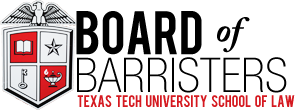 BOARD of
BARRISTERS
TEXAS TECH UNIVERSITY SCHOOL OF LAW